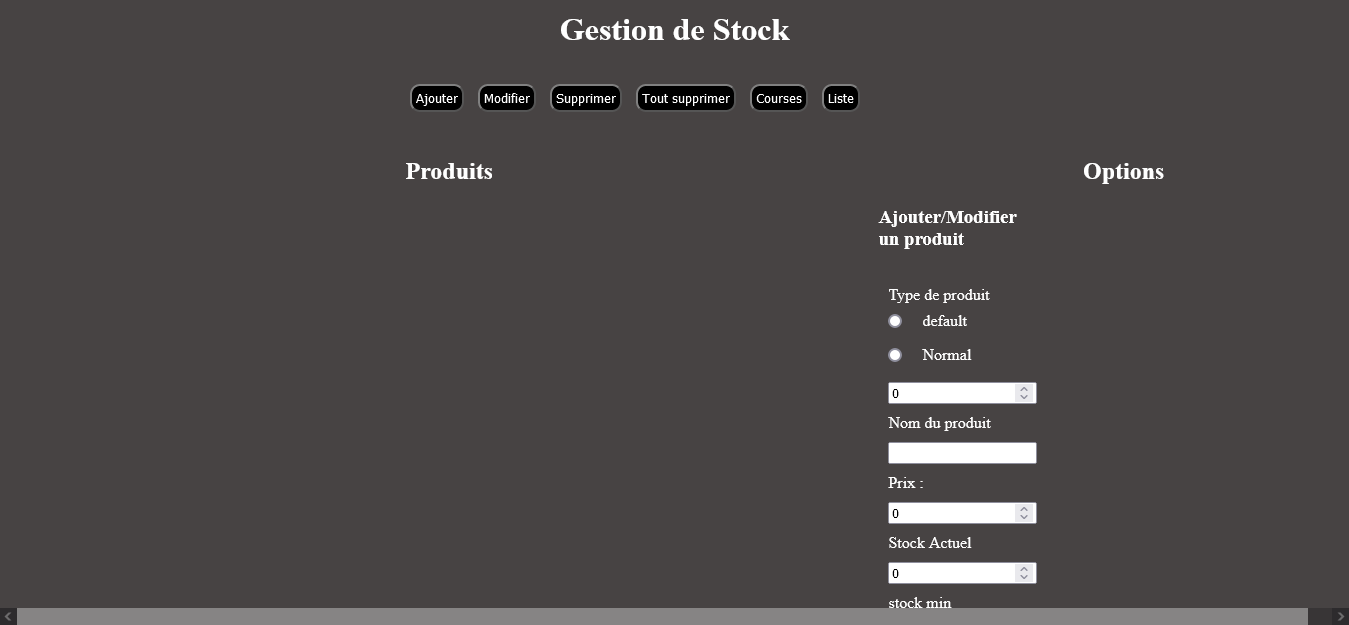 Gestion de Stock
Ajouter Modifier Supprimer Tout supprimer Courses Liste
Produits
Options
Ajouter/Modifier
un produit
Type de produit
default
Normal
0
Nom du produit
Prix :
0
Stock Actuel
0
stock min